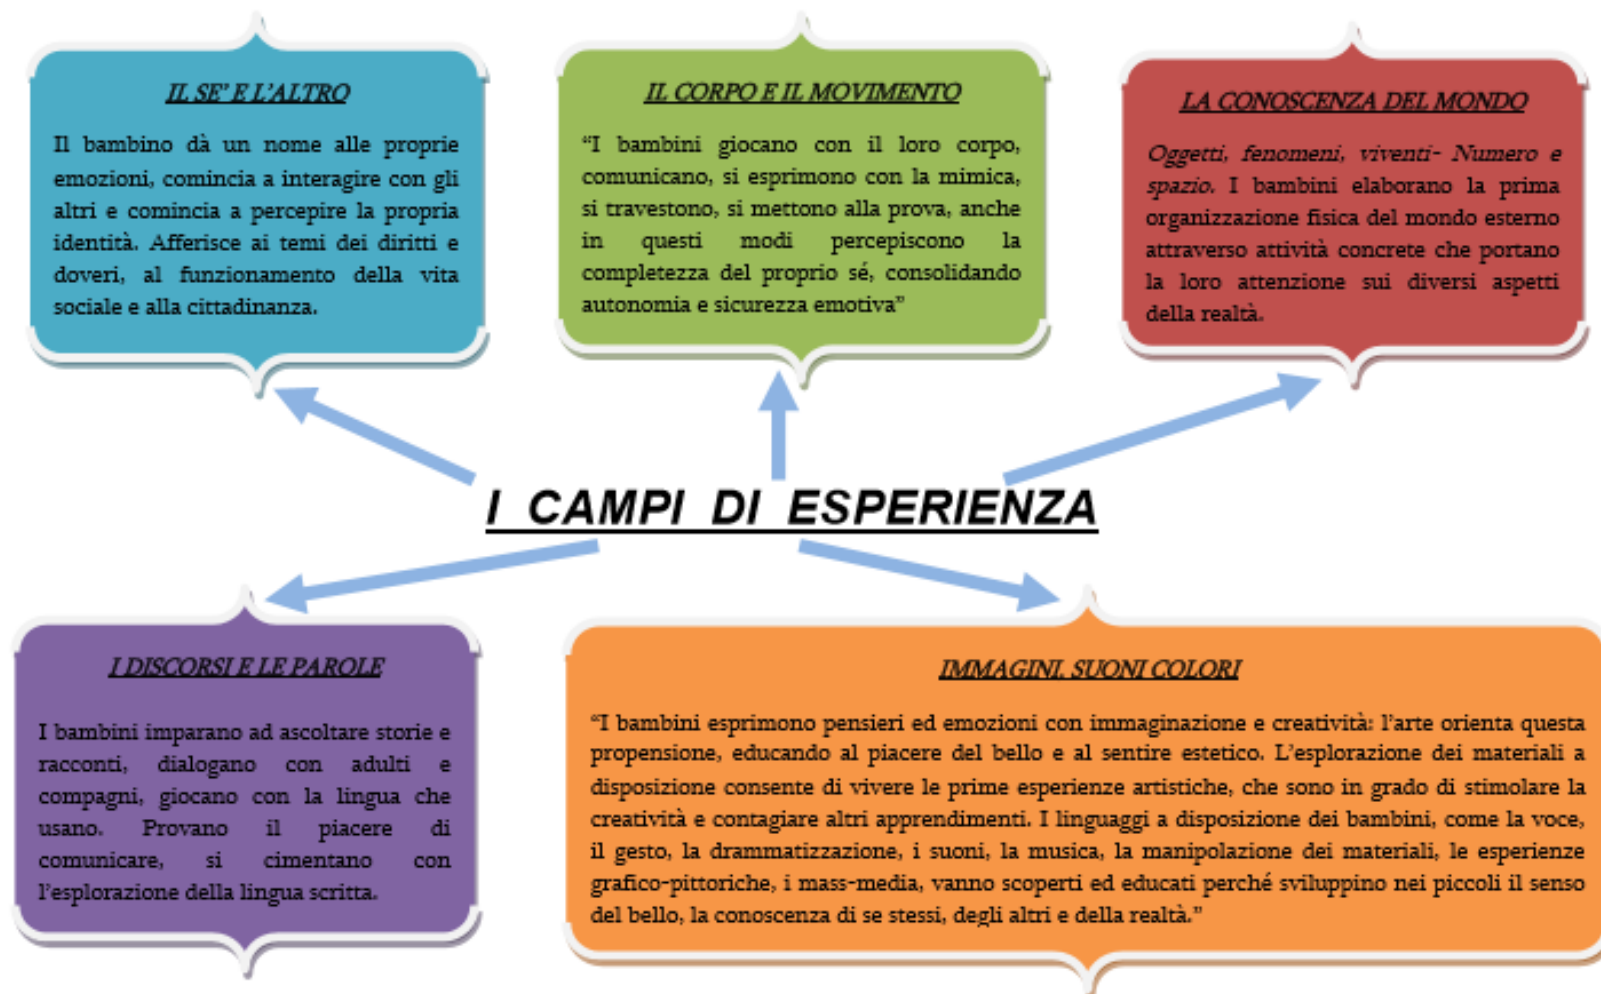 IL SE' E L'ALTRO
Il bambino dà un nome alle proprie
emozioni, comincia a interagire con gli
altri e comincia a percepire la propria
identità. Afferisce ai temi dei diritti e
doveri, al funzionamento della vita
sociale e alla cittadinanza.
IL CORPO E IL MOVIMENTO
“I bambini giocano con il loro corpo,
comunicano, si esprimono con la mimica,
si travestono, si mettono alla prova, anche
in questi modi percepiscono la
completezza del proprio sé, consolidando
autonomia e sicurezza emotiva”
LA CONOSCENZA DEL MONDO
Oggetti, fenomeni, viventi- Numero e
spazio. I bambini elaborano la prima
organizzazione fisica del mondo esterno
attraverso attività concrete che portano
la loro attenzione sui diversi aspetti
della realtà.
I CAMPI DI ESPERIENZA
I DISCORSI E LE PAROLE
I bambini imparano ad ascoltare storie e
racconti, dialogano con adulti e
compagni, giocano con la lingua che
usano. Provano il piacere di
comunicare, si cimentano con
l’esplorazione della lingua scritta.
IMMAGINI, SUONI COLORI
“I bambini esprimono pensieri ed emozioni con immaginazione e creatività: l’arte orienta questa
propensione, educando al piacere del bello e al sentire estetico. L’esplorazione dei materiali a
disposizione consente di vivere le prime esperienze artistiche, che sono in grado di stimolare la
creatività e contagiare altri apprendimenti. I linguaggi a disposizione dei bambini, come la voce,
il gesto, la drammatizzazione, i suoni, la musica, la manipolazione dei materiali, le esperienze
grafico-pittoriche, i mass-media, vanno scoperti ed educati perché sviluppino nei piccoli il senso
del bello, la conoscenza di se stessi, degli altri e della realtà.”